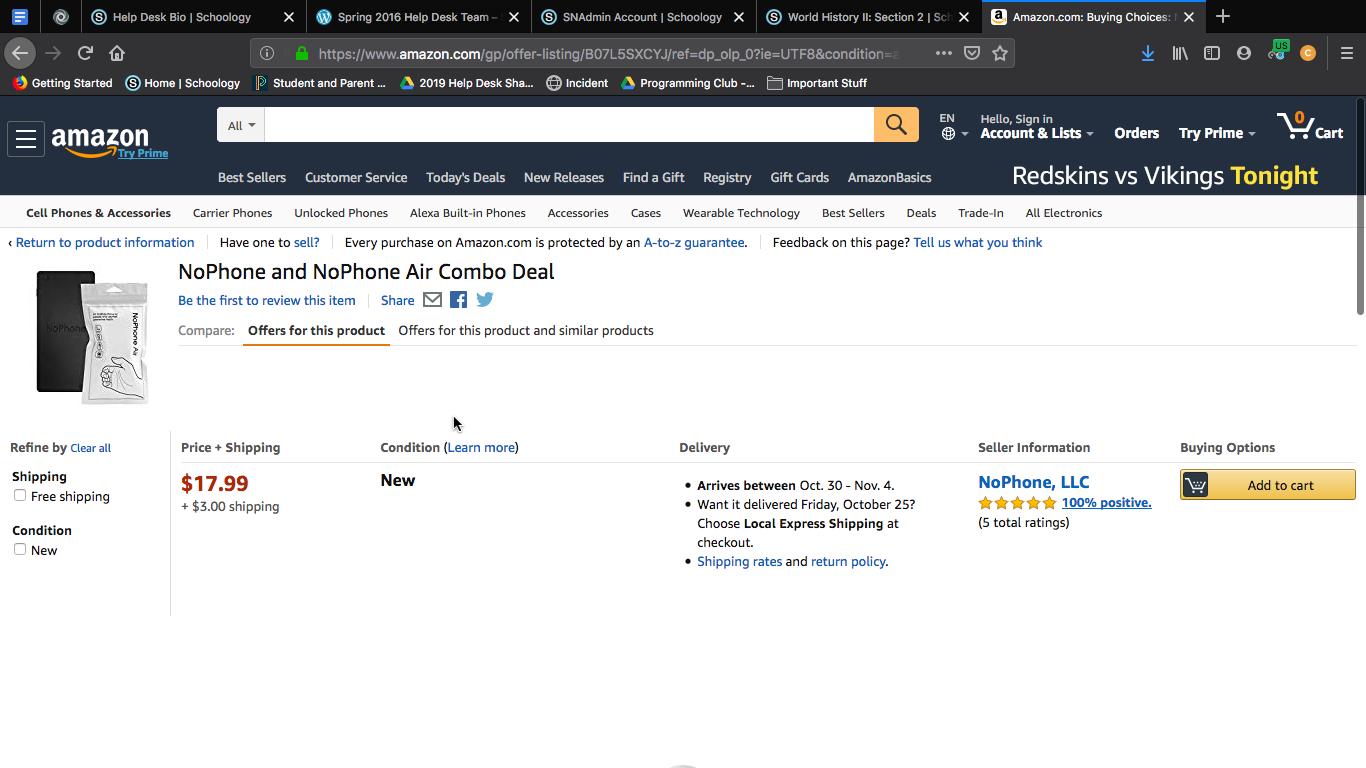 Help Desk Bio | Schoology
Spring 2016 Help Desk Team –
SNAdmin Account | Schoology
World History II: Section 2 | Sch
Amazon.com: Buying Choices:
https://www.amazon.com/gp/offer-listing/B07L5SXCYJ/ref=dp_olp_0?ie=UTF8&condition=a
US
C
Getting Started
Home | Schoology
Student and Parent ...
2019 Help Desk Sha...
Incident
Programming Club -...
Important Stuff
amazon
Try Prime
All
EN
Hello, Sign in
Account & Lists
Orders
Try Prime
0
Cart
Best Sellers
Customer Service
Today's Deals
New Releases
Find a Gift
Registry
Gift Cards
AmazonBasics
Redskins vs Vikings Tonight
Cell Phones & Accessories
Carrier Phones
Unlocked Phones
Alexa Built-in Phones
Accessories
Cases
Wearable Technology
Best Sellers
Deals
Trade-In
All Electronics
‹ Return to product information
Have one to sell?
Every purchase on Amazon.com is protected by an A-to-z guarantee.
Feedback on this page? Tell us what you think
NoPhone and NoPhone Air Combo Deal
Be the first to review this item
Share
Compare:
Offers for this product
Offers for this product and similar products
NoPhone
NoPhone Air
Refine by Clear all
Shipping
Free shipping
Condition
New
Price + Shipping
Condition (Learn more)
Delivery
Seller Information
Buying Options
$17.99
+ $3.00 shipping
New
• Arrives between Oct. 30 - Nov. 4.
• Want it delivered Friday, October 25?
Choose Local Express Shipping at
checkout.
• Shipping rates and return policy.
NoPhone, LLC
100% positive.
(5 total ratings)
Add to cart